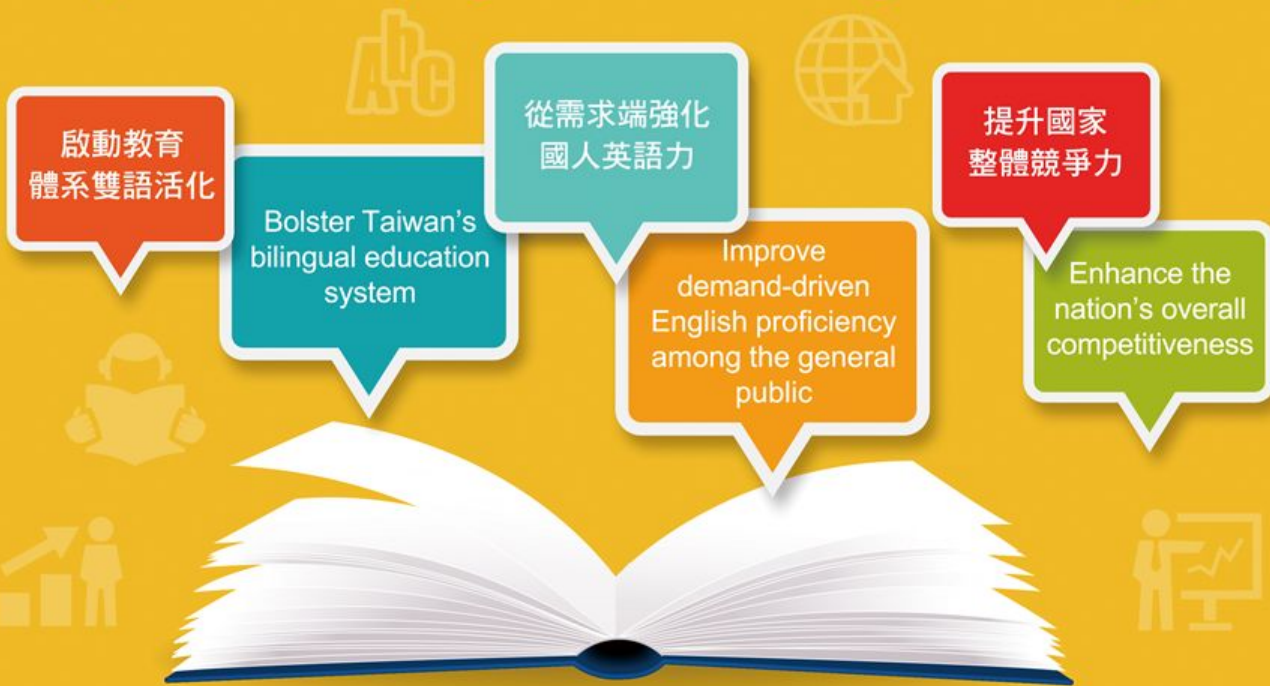 啟動教育
體系雙語活化
Bolster Taiwan's
bilingual education
system
從需求端強化
國人英語力
Improve
demand-driven
English proficiency
among the general
public
提升國家
整體競爭力
Enhance the
nation's overall
competitiveness
Abc